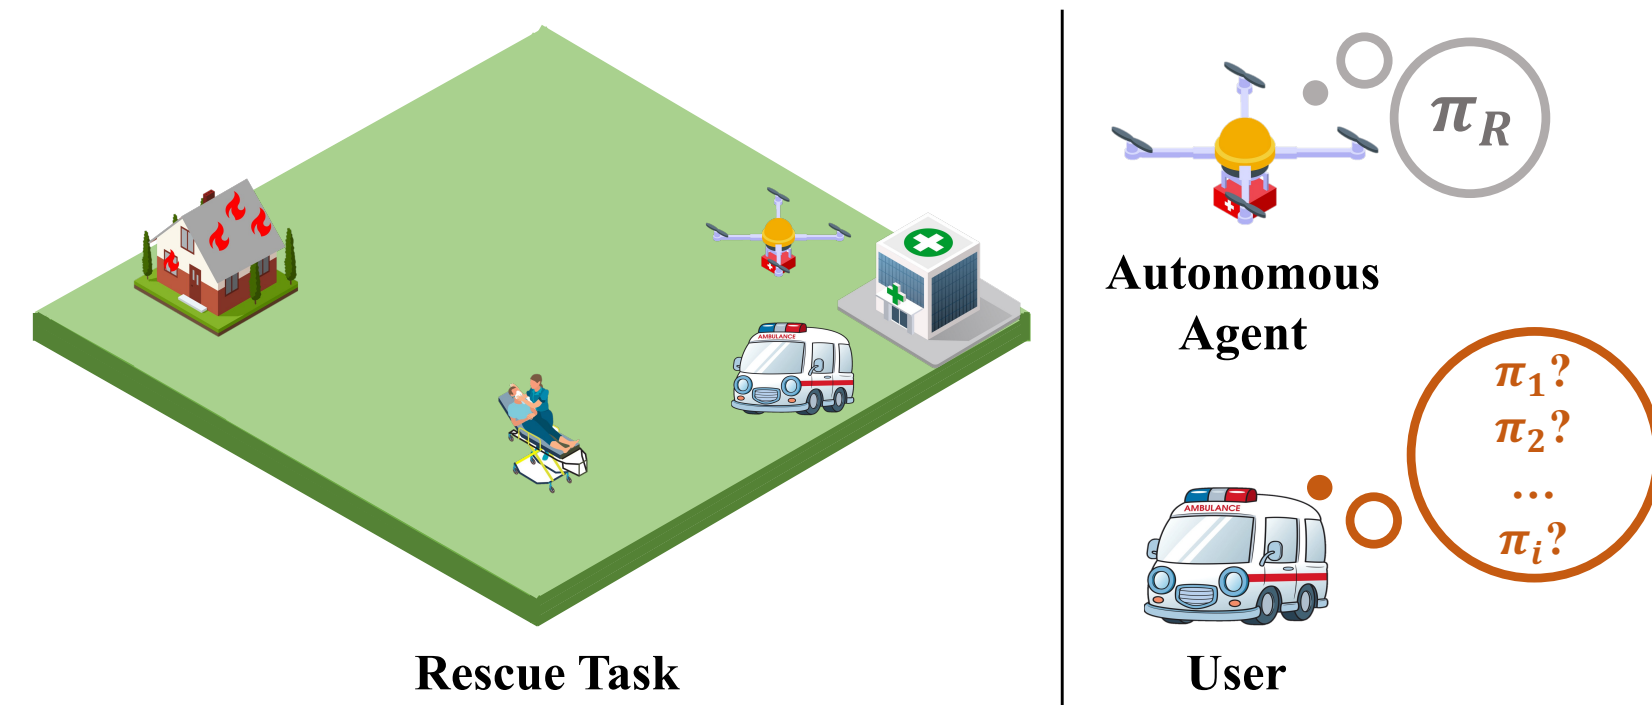 AMBULANCE
Rescue Task
π_R
Autonomous
Agent
π_1?
π_2?
...
π_i?
AMBULANCE
User